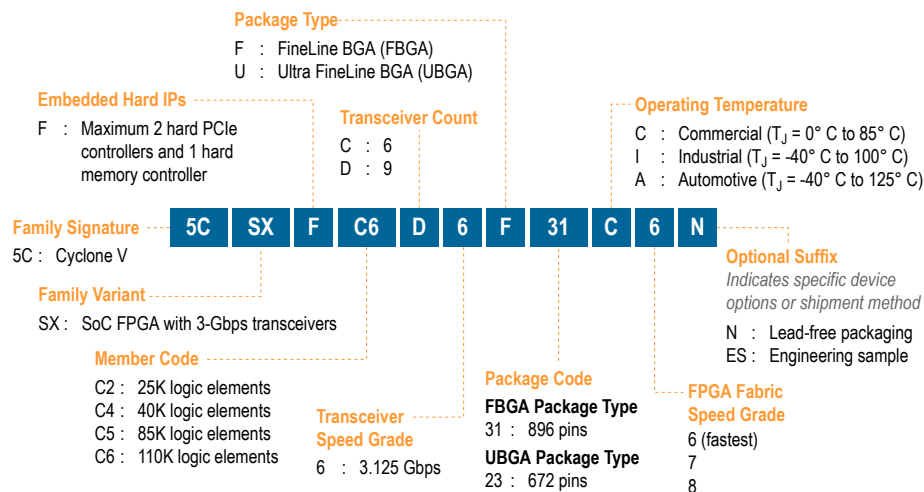 Package Type
F : FineLine BGA (FBGA)
U : Ultra FineLine BGA (UBGA)
Embedded Hard IPs
F : Maximum 2 hard PCIe
controllers and 1 hard
memory controller
Transceiver Count
C : 6
D : 9
Operating Temperature
C : Commercial (TJ = 0° C to 85° C)
I : Industrial (TJ = -40° C to 100° C)
A : Automotive (TJ = -40° C to 125° C)
Family Signature
5C : Cyclone V
5C SX F C6 D 6 F 31 C 6 N
Optional Suffix
Indicates specific device
options or shipment method
N : Lead-free packaging
ES : Engineering sample
Family Variant
SX : SoC FPGA with 3-Gbps transceivers
Member Code
C2 : 25K logic elements
C4 : 40K logic elements
C5 : 85K logic elements
C6 : 110K logic elements
Transceiver
Speed Grade
6 : 3.125 Gbps
Package Code
FBGA Package Type
31 : 896 pins
UBGA Package Type
23 : 672 pins
FPGA Fabric
Speed Grade
6 (fastest)
7
8